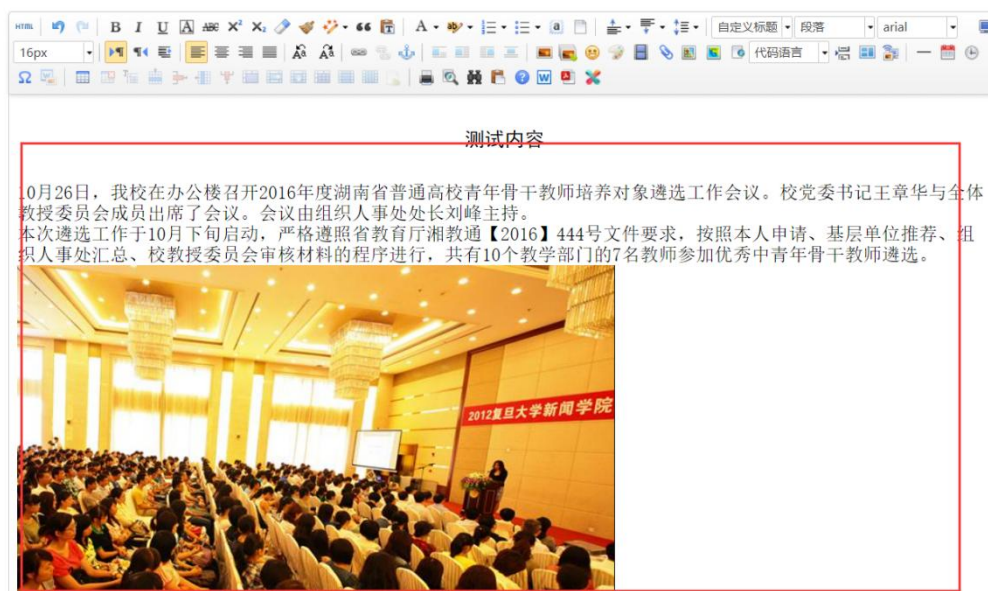 HTML
B I U A ABC X² X₂ A ab a 自定义标题 段落 arial
16px 代码语言
Ω W
测试内容
10月26日，我校在办公楼召开2016年度湖南省普通高校青年骨干教师培养对象遴选工作会议。校党委书记王章华与全体
教授委员会成员出席了会议。会议由组织人事处处长刘峰主持。
本次遴选工作于10月下旬启动，严格遵照省教育厅湘教通【2016】444号文件要求，按照本人申请、基层单位推荐、组
织人事处汇总、校教授委员会审核材料的程序进行，共有10个教学部门的7名教师参加优秀中青年骨干教师遴选。
2012复旦大学新闻学院